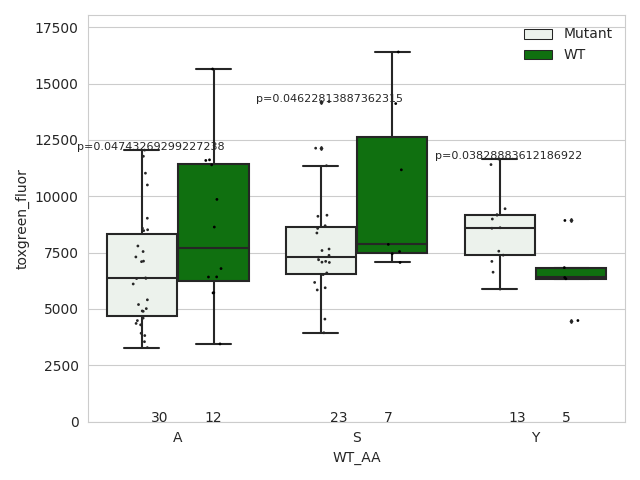 17500
Mutant
WT
15000
p=0.04622813887362315
12500
p=0.04743269299227238
p=0.03828883612186922
10000
7500
5000
2500
0
30 12 23 7 13 5
A S Y
WT_AA
toxgreen_fluor